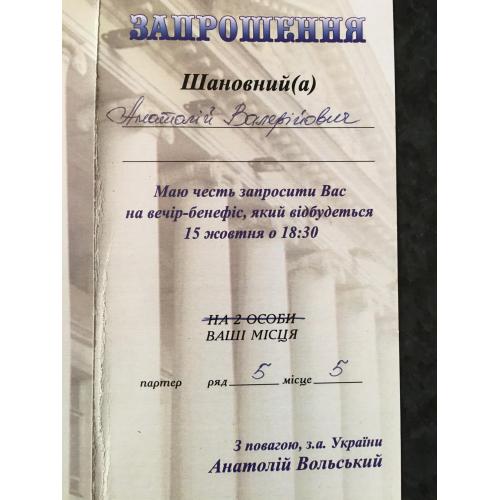 ЗАПРОШЕННЯ
Шановний(а)
Анатолій Валерійович
Маю честь запросити Вас
на вечір-бенефіс, який відбудеться
15 жовтня о 18:30
НА 2 ОСОБИ
ВАШІ МІСЦЯ
партер ряд 5 місце 5
З повагою, з.а. України
Анатолій Вольський